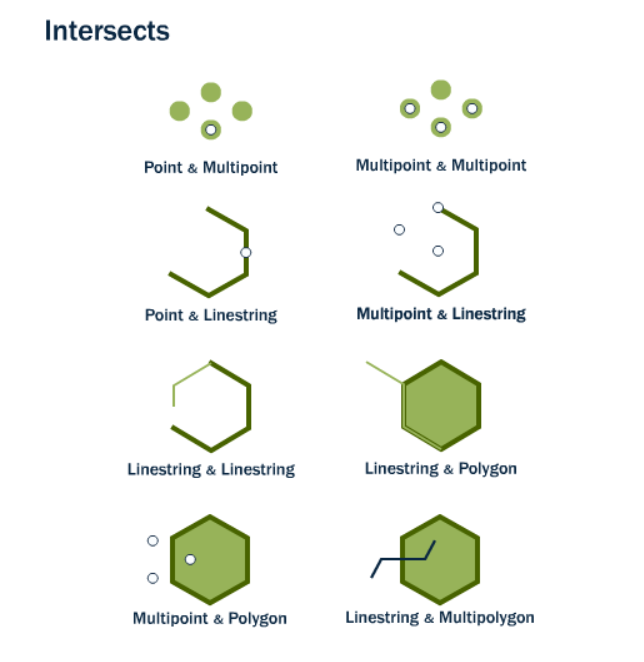 Intersects
Point & Multipoint
Multipoint & Multipoint
Point & Linestring
Multipoint & Linestring
Linestring & Linestring
Linestring & Polygon
Multipoint & Polygon
Linestring & Multipolygon